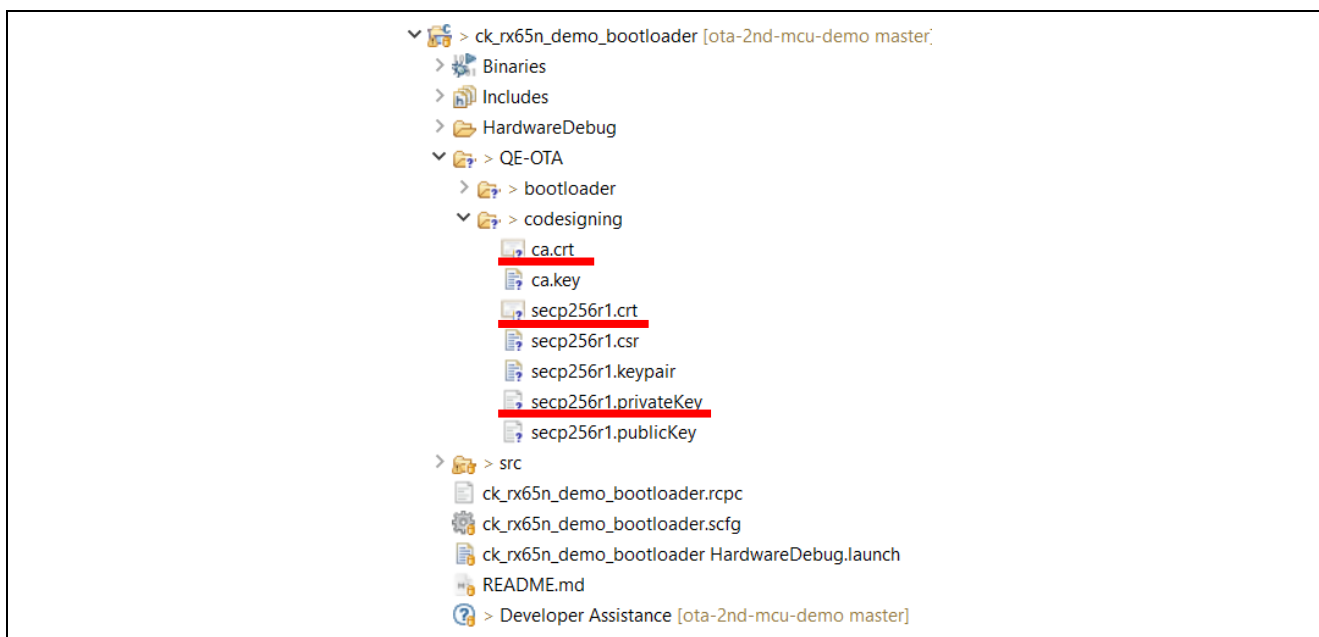 > ck_rx65n_demo_bootloader [ota-2nd-mcu-demo master]
Binaries
Includes
HardwareDebug
> QE-OTA
> bootloader
> codesigning
ca.crt
ca.key
secp256r1.crt
secp256r1.csr
secp256r1.keypair
secp256r1.privateKey
secp256r1.publicKey
> src
ck_rx65n_demo_bootloader.rcpc
ck_rx65n_demo_bootloader.scfg
ck_rx65n_demo_bootloader HardwareDebug.launch
README.md
> Developer Assistance [ota-2nd-mcu-demo master]